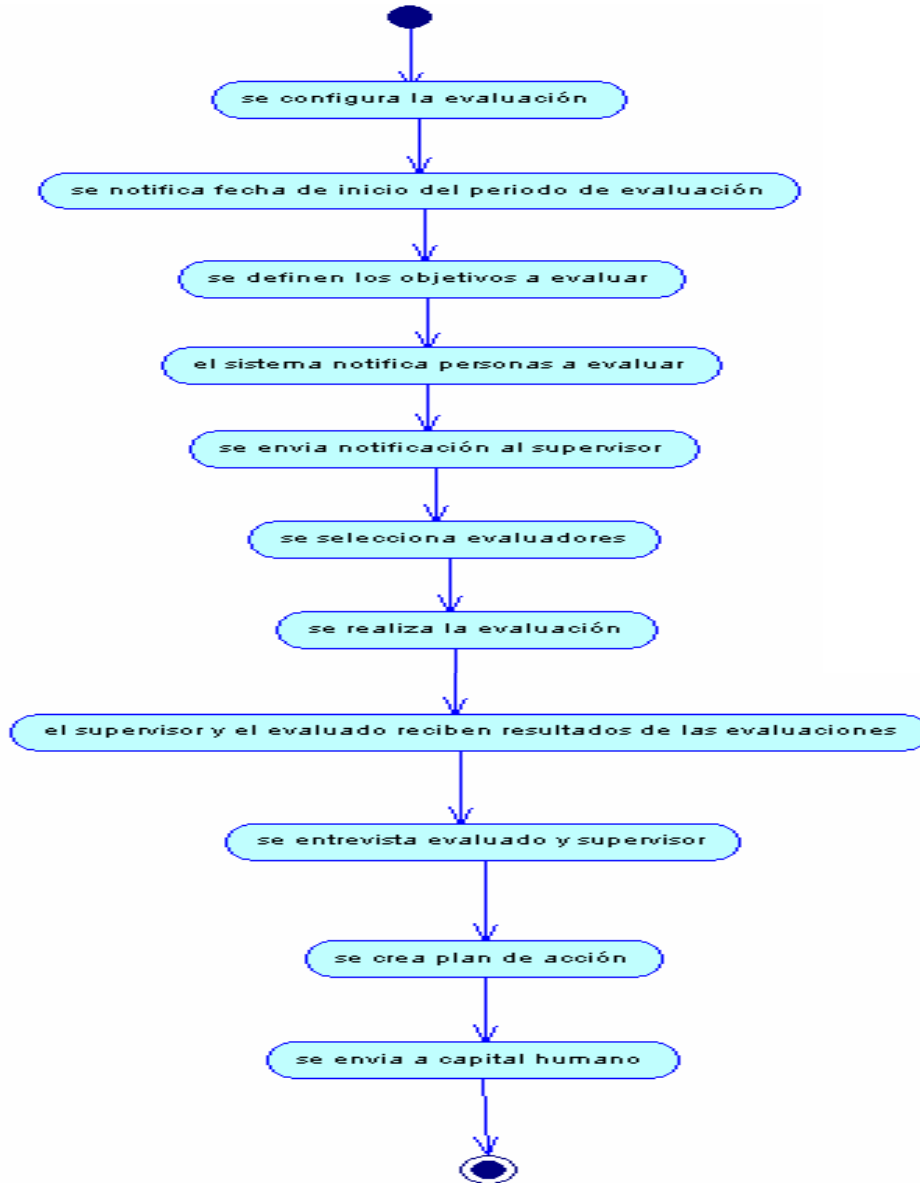 se configura la evaluación
se notifica fecha de inicio del periodo de evaluación
se definen los objetivos a evaluar
el sistema notifica personas a evaluar
se envia notificación al supervisor
se selecciona evaluadores
se realiza la evaluación
el supervisor y el evaluado reciben resultados de las evaluaciones
se entrevista evaluado y supervisor
se crea plan de acción
se envia a capital humano